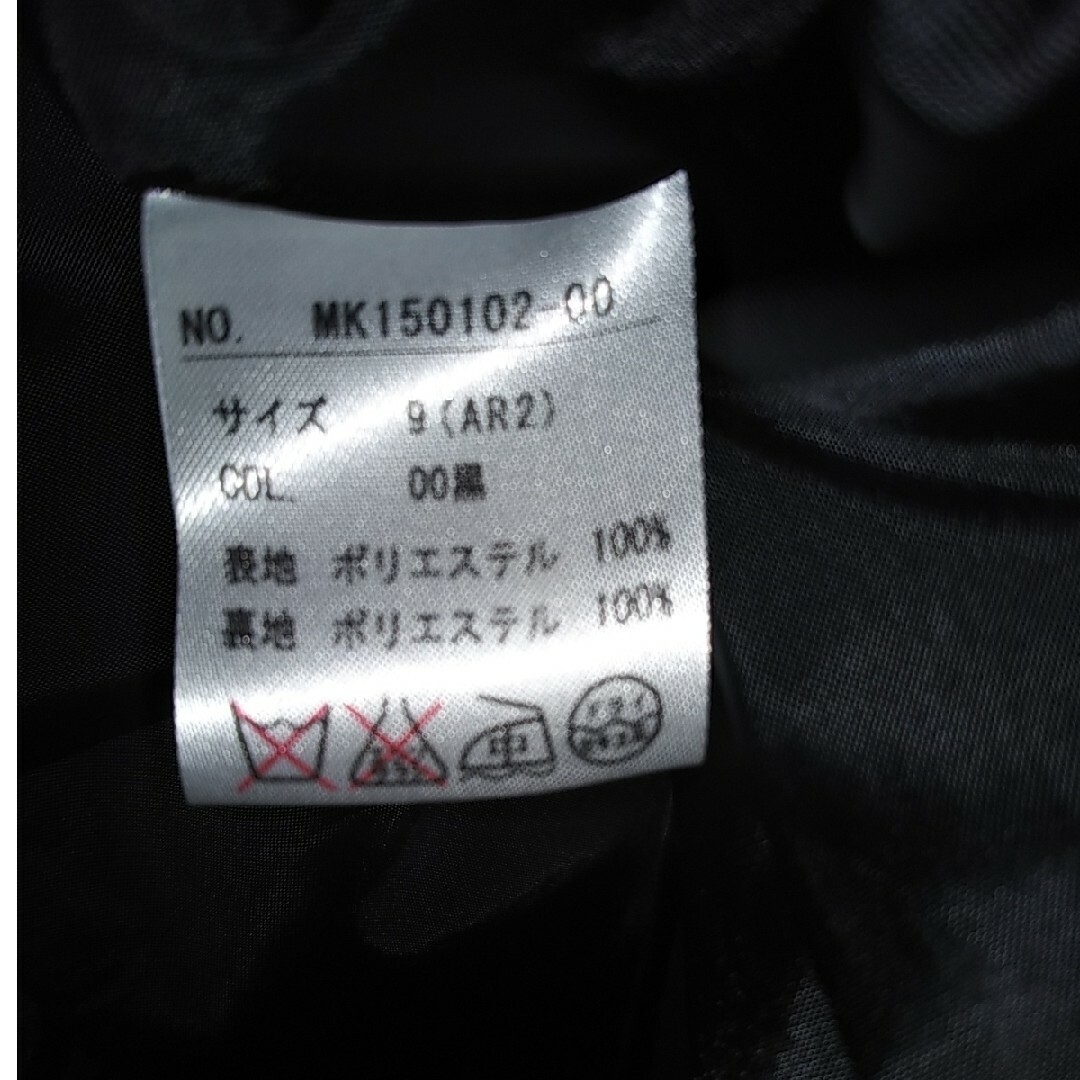 NO. MK150102-00
サイズ 9(AR2)
COL. 00黒
表地 ポリエステル 100%
裏地 ポリエステル 100%
中